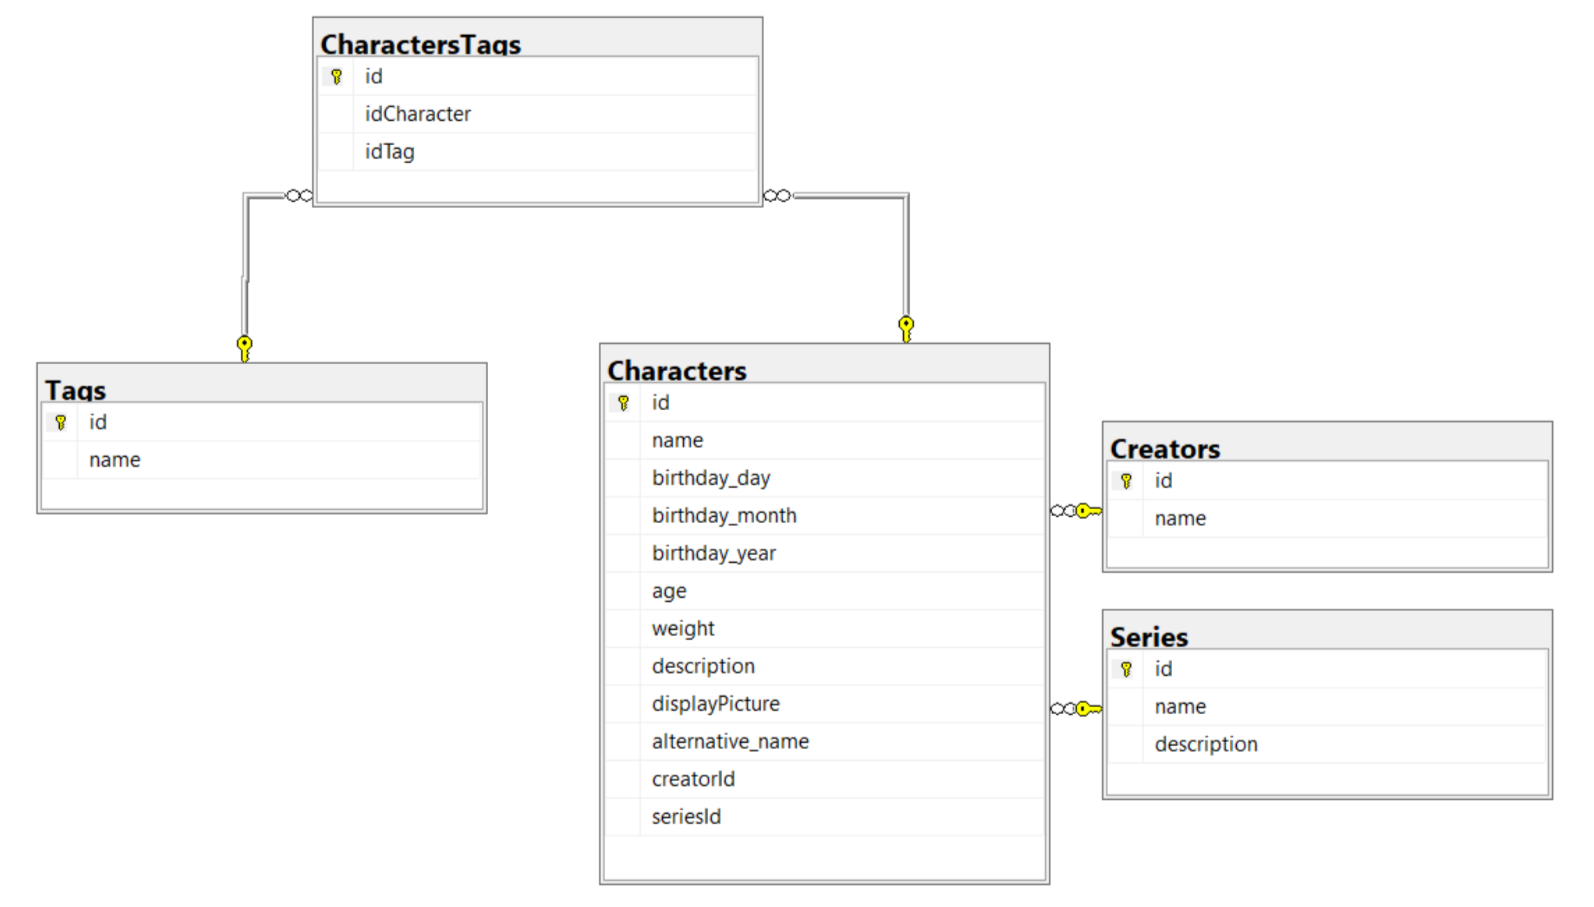 CharactersTags
id
idCharacter
idTag
Tags
id
name
Characters
id
name
birthday_day
birthday_month
birthday_year
age
weight
description
displayPicture
alternative_name
creatorId
seriesId
Creators
id
name
Series
id
name
description